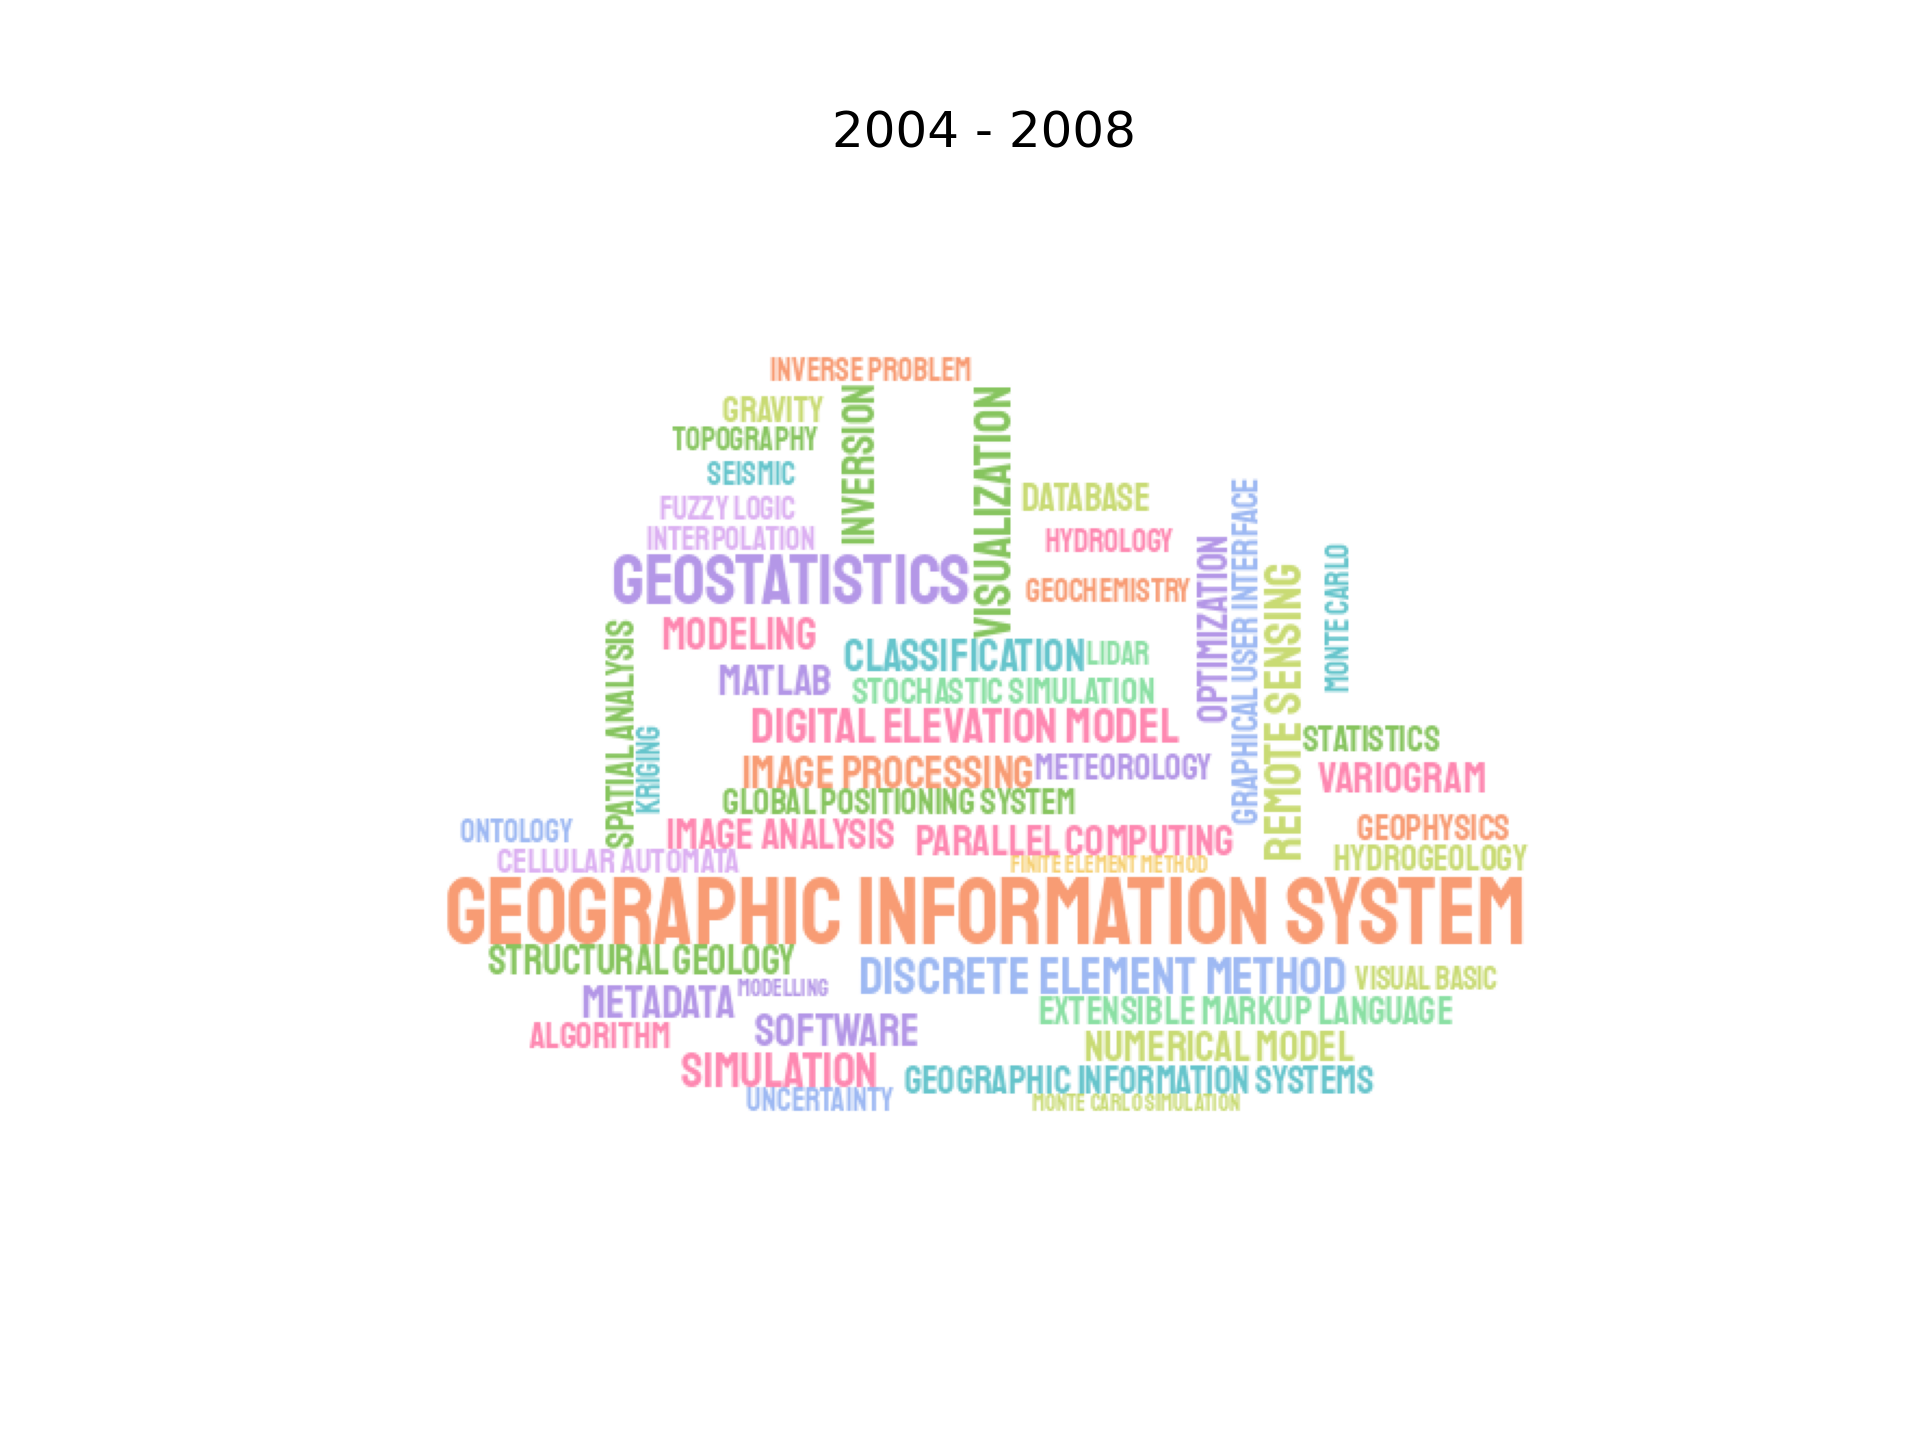 2004 - 2008
INVERSE PROBLEM
GRAVITY
INVERSION
VISUALIZATION
TOPOGRAPHY
SEISMIC
DATABASE
FUZZY LOGIC
INTERPOLATION
HYDROLOGY
GRAPHICAL USER INTERFACE
GEOSTATISTICS
GEOCHEMISTRY
OPTIMIZATION
REMOTE SENSING
MONTE CARLO
SPATIAL ANALYSIS
MODELING
CLASSIFICATION
LIDAR
MATLAB
STOCHASTIC SIMULATION
DIGITAL ELEVATION MODEL
STATISTICS
KRIGING
IMAGE PROCESSING
METEOROLOGY
VARIOGRAM
GLOBAL POSITIONING SYSTEM
ONTOLOGY
IMAGE ANALYSIS
PARALLEL COMPUTING
GEOPHYSICS
CELLULAR AUTOMATA
FINITE ELEMENT METHOD
HYDROGEOLOGY
GEOGRAPHIC INFORMATION SYSTEM
STRUCTURAL GEOLOGY
DISCRETE ELEMENT METHOD
VISUAL BASIC
METADATA
MODELLING
EXTENSIBLE MARKUP LANGUAGE
ALGORITHM
SOFTWARE
NUMERICAL MODEL
SIMULATION
GEOGRAPHIC INFORMATION SYSTEMS
UNCERTAINTY
MONTE CARLO SIMULATION